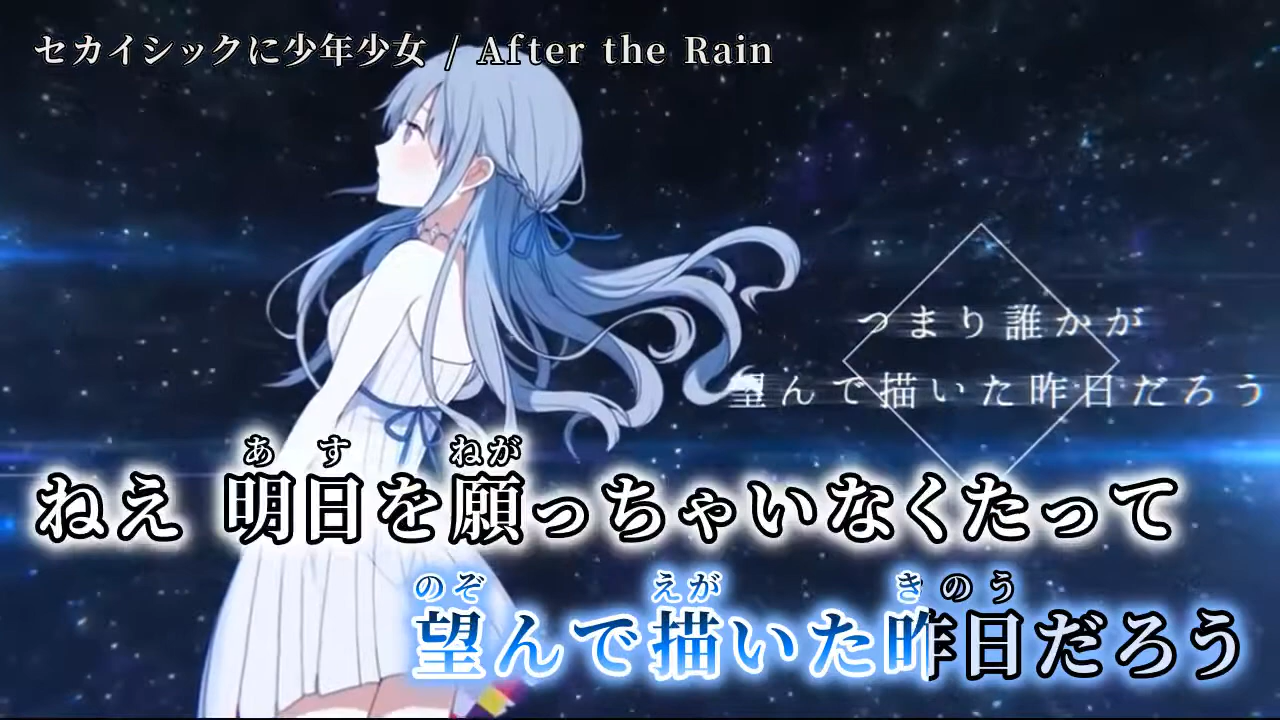 セカイシックに少年少女 / After the Rain
つまり誰かが
望んで描いた昨日だろう
あす ねが
ねえ 明日を願っちゃいなくたって
のぞ えが きのう
望んで描いた昨日だろう